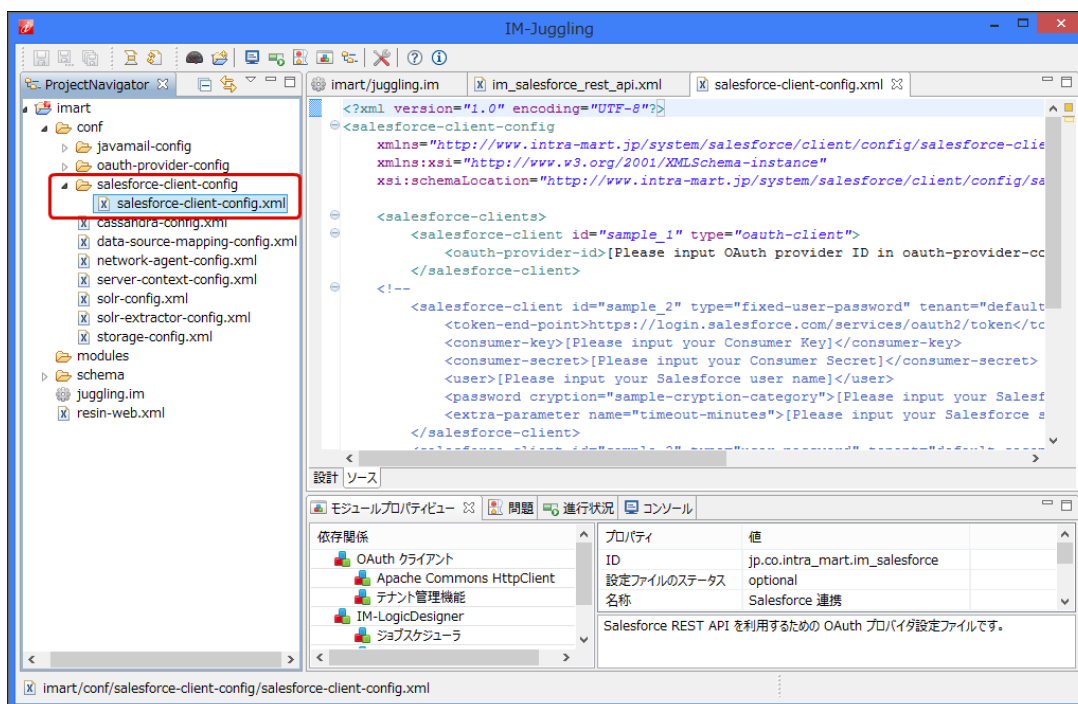 IM-Juggling
ProjectNavigator
imart
conf
javamail-config
oauth-provider-config
salesforce-client-config
salesforce-client-config.xml
cassandra-config.xml
data-source-mapping-config.xml
network-agent-config.xml
server-context-config.xml
solr-config.xml
solr-extractor-config.xml
storage-config.xml
modules
schema
juggling.im
resin-web.xml
imart/juggling.im
im_salesforce_rest_api.xml
salesforce-client-config.xml
<?xml version="1.0" encoding="UTF-8"?>
<salesforce-client-config
xmlns="http://www.intra-mart.jp/system/salesforce/client/config/salesforce-clie
xmlns:xsi="http://www.w3.org/2001/XMLSchema-instance"
xsi:schemaLocation="http://www.intra-mart.jp/system/salesforce/client/config/sa
<salesforce-clients>
<salesforce-client id="sample_1" type="oauth-client">
<oauth-provider-id>[Please input OAuth provider ID in oauth-provider-co
</salesforce-client>
<!--
<salesforce-client id="sample_2" type="fixed-user-password" tenant="default
<token-end-point>https://login.salesforce.com/services/oauth2/token</to
<consumer-key>[Please input your Consumer Key]</consumer-key>
<consumer-secret>[Please input your Consumer Secret]</consumer-secret>
<user>[Please input your Salesforce user name]</user>
<password cryption="sample-cryption-category">[Please input your Salesf
<extra-parameter name="timeout-minutes">[Please input your Salesforce s
</salesforce-client>
設計 ソース
モジュールプロパティビュー 問題 進行状況 コンソール
依存関係
OAuth クライアント
Apache Commons HttpClient
テナント管理機能
IM-LogicDesigner
ジョブスケジューラ
プロパティ 値
ID jp.co.intra_mart.im_salesforce
設定ファイルのステータス optional
名称 Salesforce 連携
Salesforce REST API を利用するための OAuth プロバイダ設定ファイルです。
imart/conf/salesforce-client-config/salesforce-client-config.xml